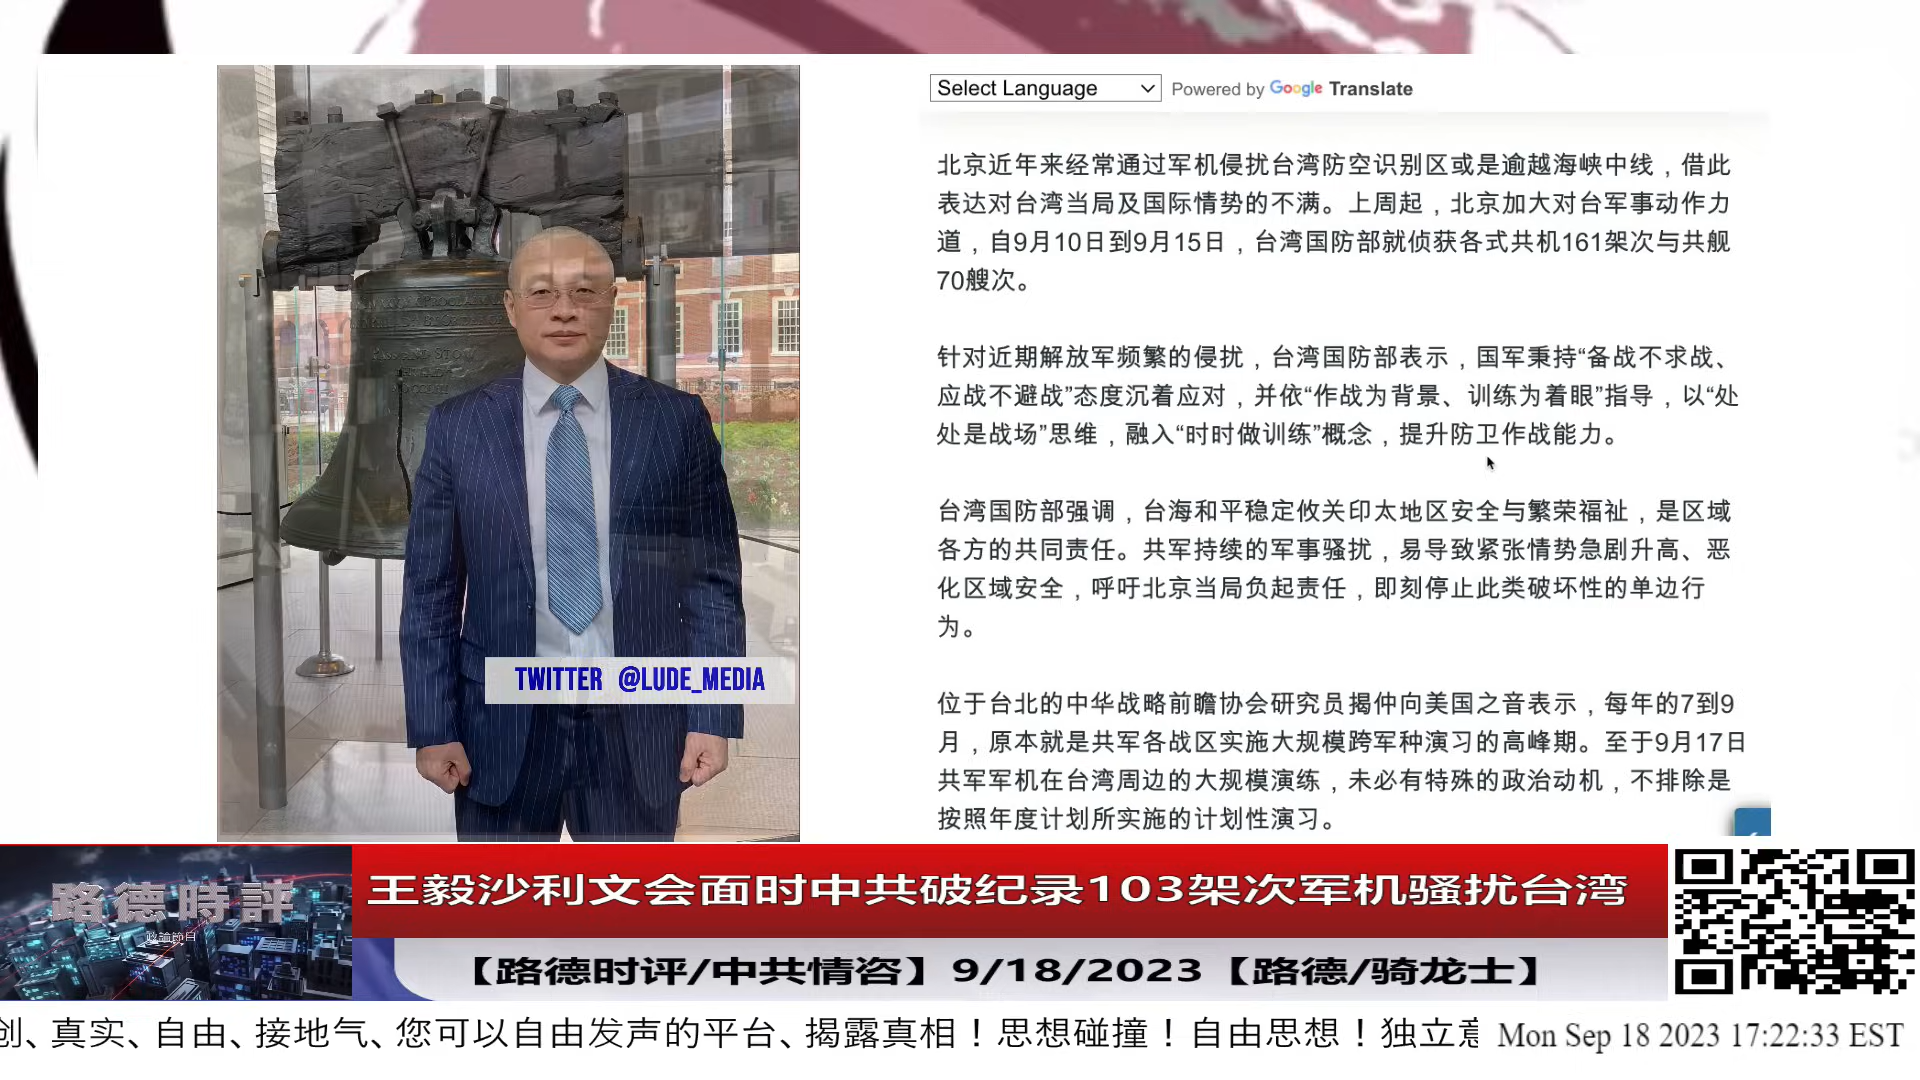 Select Language
Powered by Google Translate
北京近年来经常通过军机侵扰台湾防空识别区或是逾越海峡中线，借此
表达对台湾当局及国际情势的不满。上周起，北京加大对台军事动作力
道，自9月10日到9月15日，台湾国防部就侦获各式共机161架次与共舰
70艘次。
针对近期解放军频繁的侵扰，台湾国防部表示，国军秉持“备战不求战、
应战不避战”态度沉着应对，并依“作战为背景、训练为着眼”指导，以“处
处是战场”思维，融入“时时做训练”概念，提升防卫作战能力。
台湾国防部强调，台海和平稳定攸关印太地区安全与繁荣福祉，是区域
各方的共同责任。共军持续的军事骚扰，易导致紧张情势急剧升高、恶
化区域安全，呼吁北京当局负起责任，即刻停止此类破坏性的单边行
为。
位于台北的中华战略前瞻协会研究员揭仲向美国之音表示，每年的7到9
月，原本就是共军各战区实施大规模跨军种演习的高峰期。至于9月17日
共军军机在台湾周边的大规模演练，未必有特殊的政治动机，不排除是
按照年度计划所实施的计划性演习。
TWITTER @LUDE_MEDIA
路德時評
政論節目
王毅沙利文会面时中共破纪录103架次军机骚扰台湾
【路德时评/中共情咨】9/18/2023【路德/骑龙士】
创、真实、自由、接地气、您可以自由发声的平台、揭露真相！思想碰撞！自由思想！独立意
Mon Sep 18 2023 17:22:33 EST